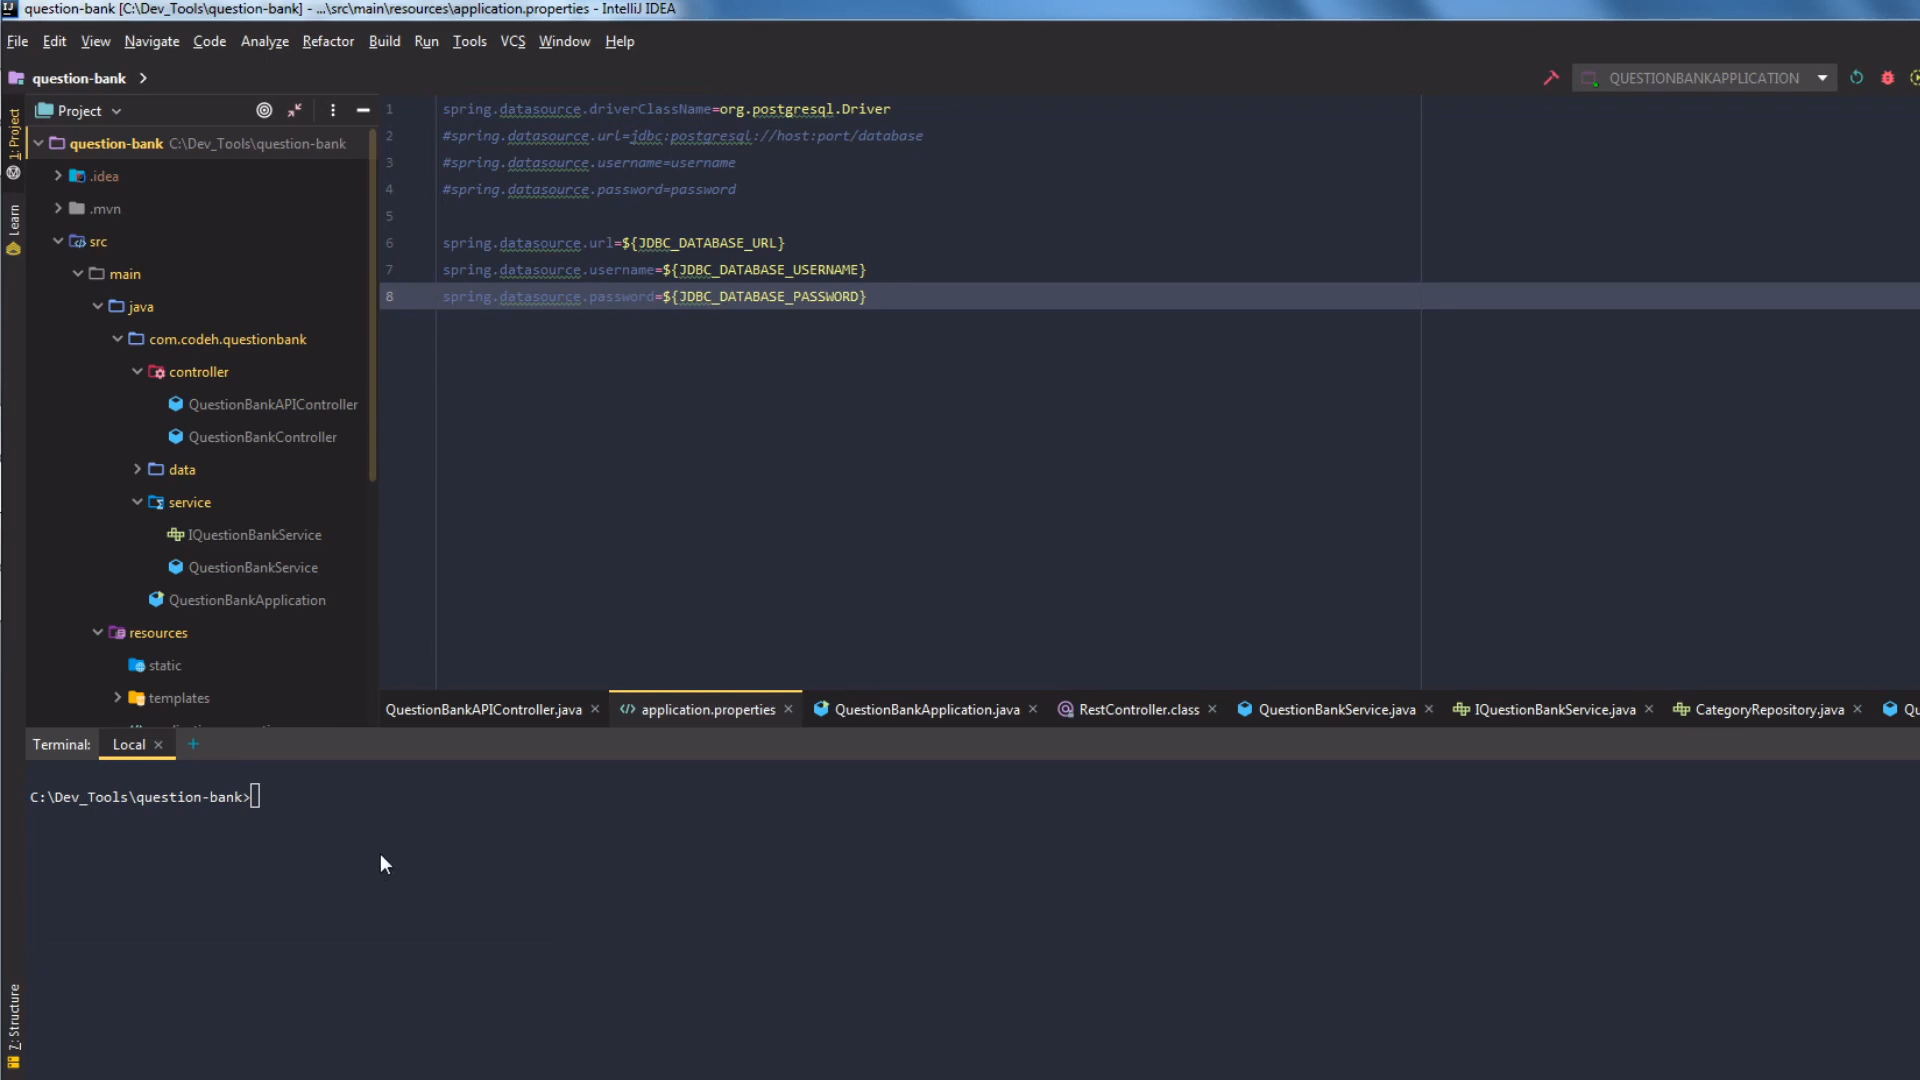 question-bank [C:\Dev_Tools\question-bank] - ...\src\main\resources\application.properties - IntelliJ IDEA
File Edit View Navigate Code Analyze Refactor Build Run Tools VCS Window Help
question-bank
QUESTIONBANKAPPLICATION
1: Project
Learn
7: Structure
Project
question-bank C:\Dev_Tools\question-bank
.idea
.mvn
src
main
java
com.codeh.questionbank
controller
QuestionBankAPIController
QuestionBankController
data
service
IQuestionBankService
QuestionBankService
QuestionBankApplication
resources
static
templates
1 spring.datasource.driverClassName=org.postgresql.Driver
2 #spring.datasource.url=jdbc:postgresql://host:port/database
3 #spring.datasource.username=username
4 #spring.datasource.password=password
5
6 spring.datasource.url=${JDBC_DATABASE_URL}
7 spring.datasource.username=${JDBC_DATABASE_USERNAME}
8 spring.datasource.password=${JDBC_DATABASE_PASSWORD}
QuestionBankAPIController.java application.properties QuestionBankApplication.java RestController.class QuestionBankService.java IQuestionBankService.java CategoryRepository.java Qu
Terminal: Local +
C:\Dev_Tools\question-bank>